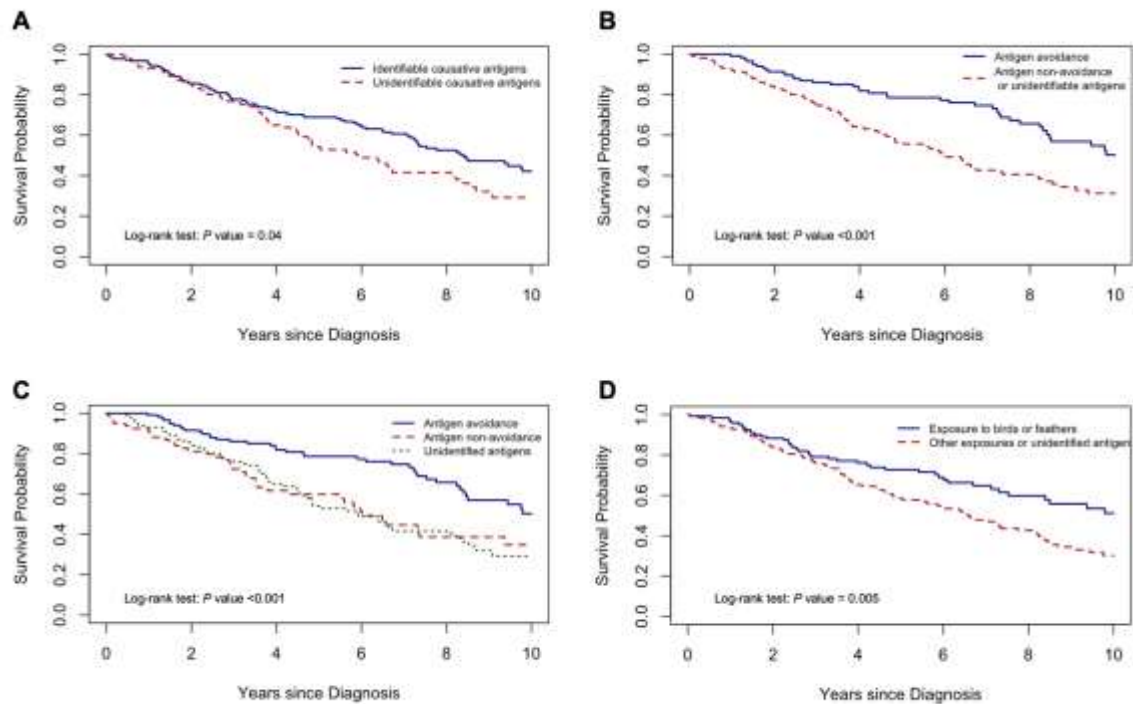 A
Survival Probability
1.0
0.8
0.6
0.4
0.2
0.0
Identifiable causative antigens
Unidentifiable causative antigens
Log-rank test: P value = 0.04
0 2 4 6 8 10
Years since Diagnosis
B
Survival Probability
1.0
0.8
0.6
0.4
0.2
0.0
Antigen avoidance
Antigen non-avoidance
or unidentifiable antigens
Log-rank test: P value <0.001
0 2 4 6 8 10
Years since Diagnosis
C
Survival Probability
1.0
0.8
0.6
0.4
0.2
0.0
Antigen avoidance
Antigen non-avoidance
Unidentified antigens
Log-rank test: P value <0.001
0 2 4 6 8 10
Years since Diagnosis
D
Survival Probability
1.0
0.8
0.6
0.4
0.2
0.0
Exposure to birds or feathers
Other exposures or unidentified antigen
Log-rank test: P value = 0.005
0 2 4 6 8 10
Years since Diagnosis